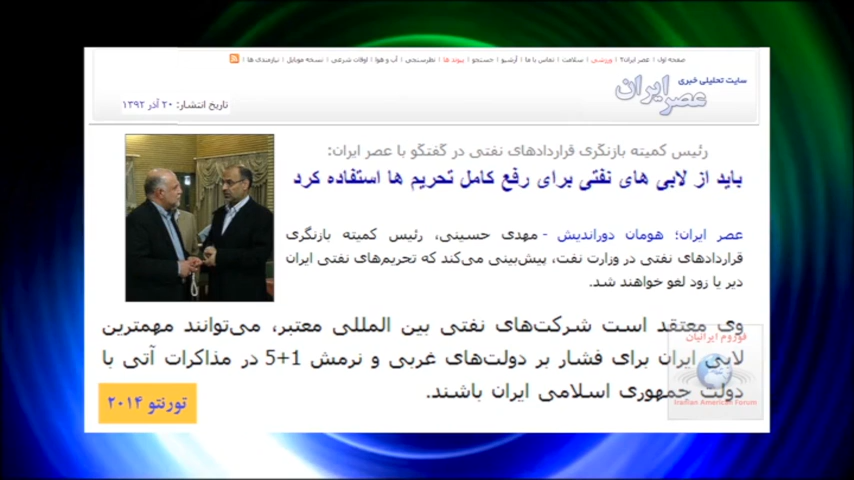 صفحه اول | عصر ایران۲ | ورزشی | سلامت | تماس با ما | آرشیو | جستجو | پیوند ها | نظرسنجی | آب و هوا | اوقات شرعی | نسخه موبایل | نیازمندی ها |
سایت تحلیلی خبری
عصر ایران
تاریخ انتشار: ۲۰ آذر ۱۳۹۲
رئیس کمیته بازنگری قراردادهای نفتی در گفتگو با عصر ایران:
باید از لابی های نفتی برای رفع کامل تحریم ها استفاده کرد
عصر ایران؛ هومان دوراندیش - مهدی حسینی، رئیس کمیته بازنگری
قراردادهای نفتی در وزارت نفت، پیش‌بینی می‌کند که تحریم‌های نفتی ایران
دیر یا زود لغو خواهند شد.
وی معتقد است شرکت‌های نفتی بین المللی معتبر، می‌توانند مهمترین
لابی ایران برای فشار بر دولت‌های غربی و نرمش 1+5 در مذاکرات آتی با
دولت جمهوری اسلامی ایران باشند.
فوروم ایرانیان
Iranian American Forum
تورنتو ۲۰۱۴